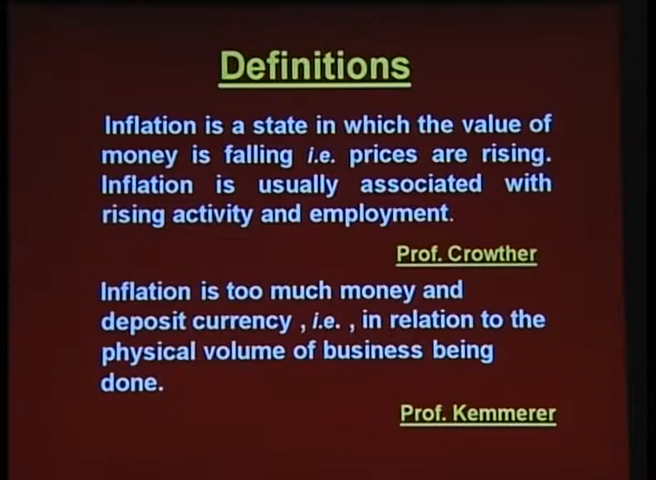 Definitions
Inflation is a state in which the value of
money is falling i.e. prices are rising.
Inflation is usually associated with
rising activity and employment.
Prof. Crowther
Inflation is too much money and
deposit currency , i.e. , in relation to the
physical volume of business being
done.
Prof. Kemmerer